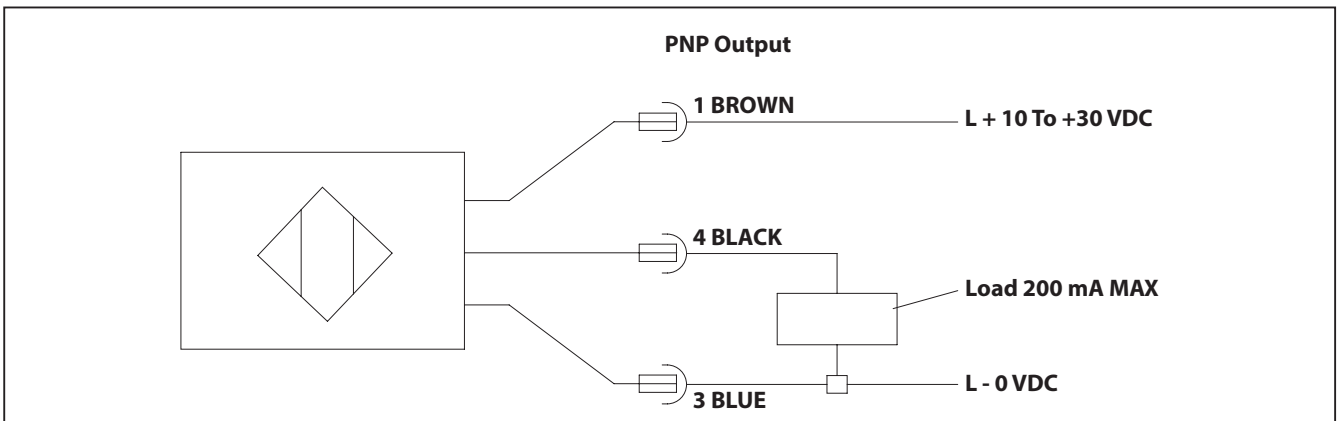 PNP Output
1 BROWN
L + 10 To +30 VDC
4 BLACK
Load 200 mA MAX
L - 0 VDC
3 BLUE